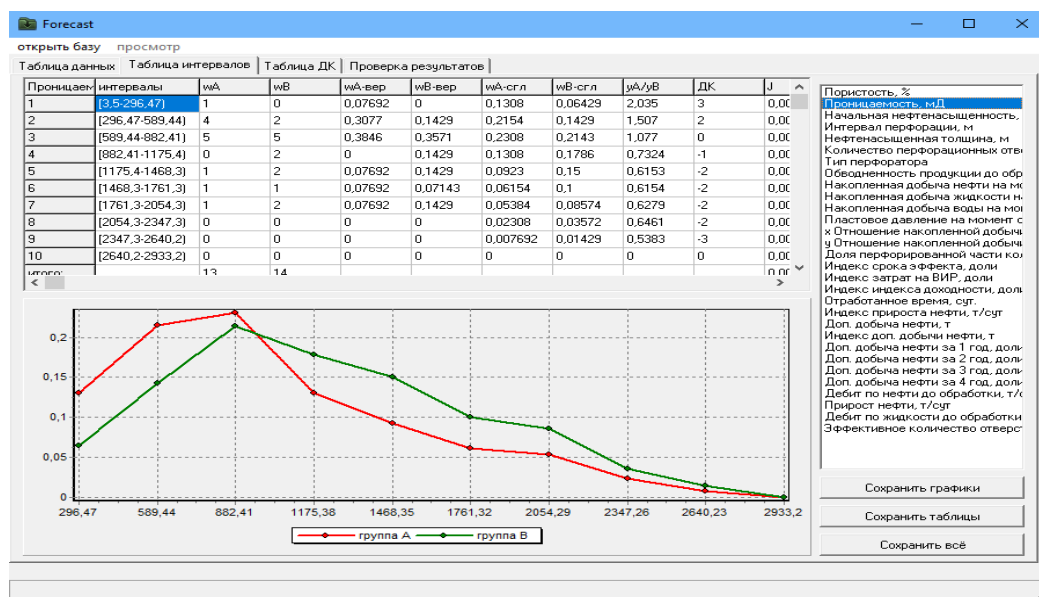 Forecast
открыть базу просмотр
Таблица данных Таблица интервалов Таблица ДК Проверка результатов
Проницаем интервалы wA wB wA-вер wB-вер wA-сгл wB-сгл yA/yB ДК J
1 [3,5-296,47) 1 0 0,07692 0 0,1308 0,06429 2,035 3 0,00
2 [296,47-589,44) 4 2 0,3077 0,1429 0,2154 0,1429 1,507 2 0,00
3 [589,44-882,41) 5 5 0,3846 0,3571 0,2308 0,2143 1,077 0 0,00
4 [882,41-1175,4) 0 2 0 0,1429 0,1308 0,1786 0,7324 -1 0,00
5 [1175,4-1468,3) 1 2 0,07692 0,1429 0,0923 0,15 0,6153 -2 0,00
6 [1468,3-1761,3) 1 1 0,07692 0,07143 0,06154 0,1 0,6154 -2 0,00
7 [1761,3-2054,3) 1 2 0,07692 0,1429 0,05384 0,08574 0,6279 -2 0,00
8 [2054,3-2347,3) 0 0 0 0 0,02308 0,03572 0,6461 -2 0,00
9 [2347,3-2640,2) 0 0 0 0 0,007692 0,01429 0,5383 -3 0,00
10 [2640,2-2933,2) 0 0 0 0 0 0 0 0 0,00
итого: 13 14 0,00
0,2
0,15
0,1
0,05
0
296,47 589,44 882,41 1175,38 1468,35 1761,32 2054,29 2347,26 2640,23 2933,2
группа A группа B
Пористость, %
Проницаемость, мД
Начальная нефтенасыщенность,
Интервал перфорации, м
Нефтенасыщенная толщина, м
Количество перфорационных отве
Тип перфоратора
Обводненность продукции до обр
Накопленная добыча нефти на мо
Накопленная добыча жидкости н
Накопленная добыча воды на мо
Пластовое давление на момент о
x Отношение накопленной добычи
y Отношение накопленной добычи
Доля перфорированной части кол
Индекс срока эффекта, доли
Индекс затрат на ВИР, доли
Индекс индекса доходности, доли
Отработанное время, сут.
Индекс прироста нефти, т/сут
Доп. добыча нефти, т
Индекс доп. добычи нефти, т
Доп. добыча нефти за 1 год, доли
Доп. добыча нефти за 2 год, доли
Доп. добыча нефти за 3 год, доли
Доп. добыча нефти за 4 год, доли
Дебит по нефти до обработки, т/с
Прирост нефти, т/сут
Дебит по жидкости до обработки
Эффективное количество отверст
Сохранить графики
Сохранить таблицы
Сохранить всё